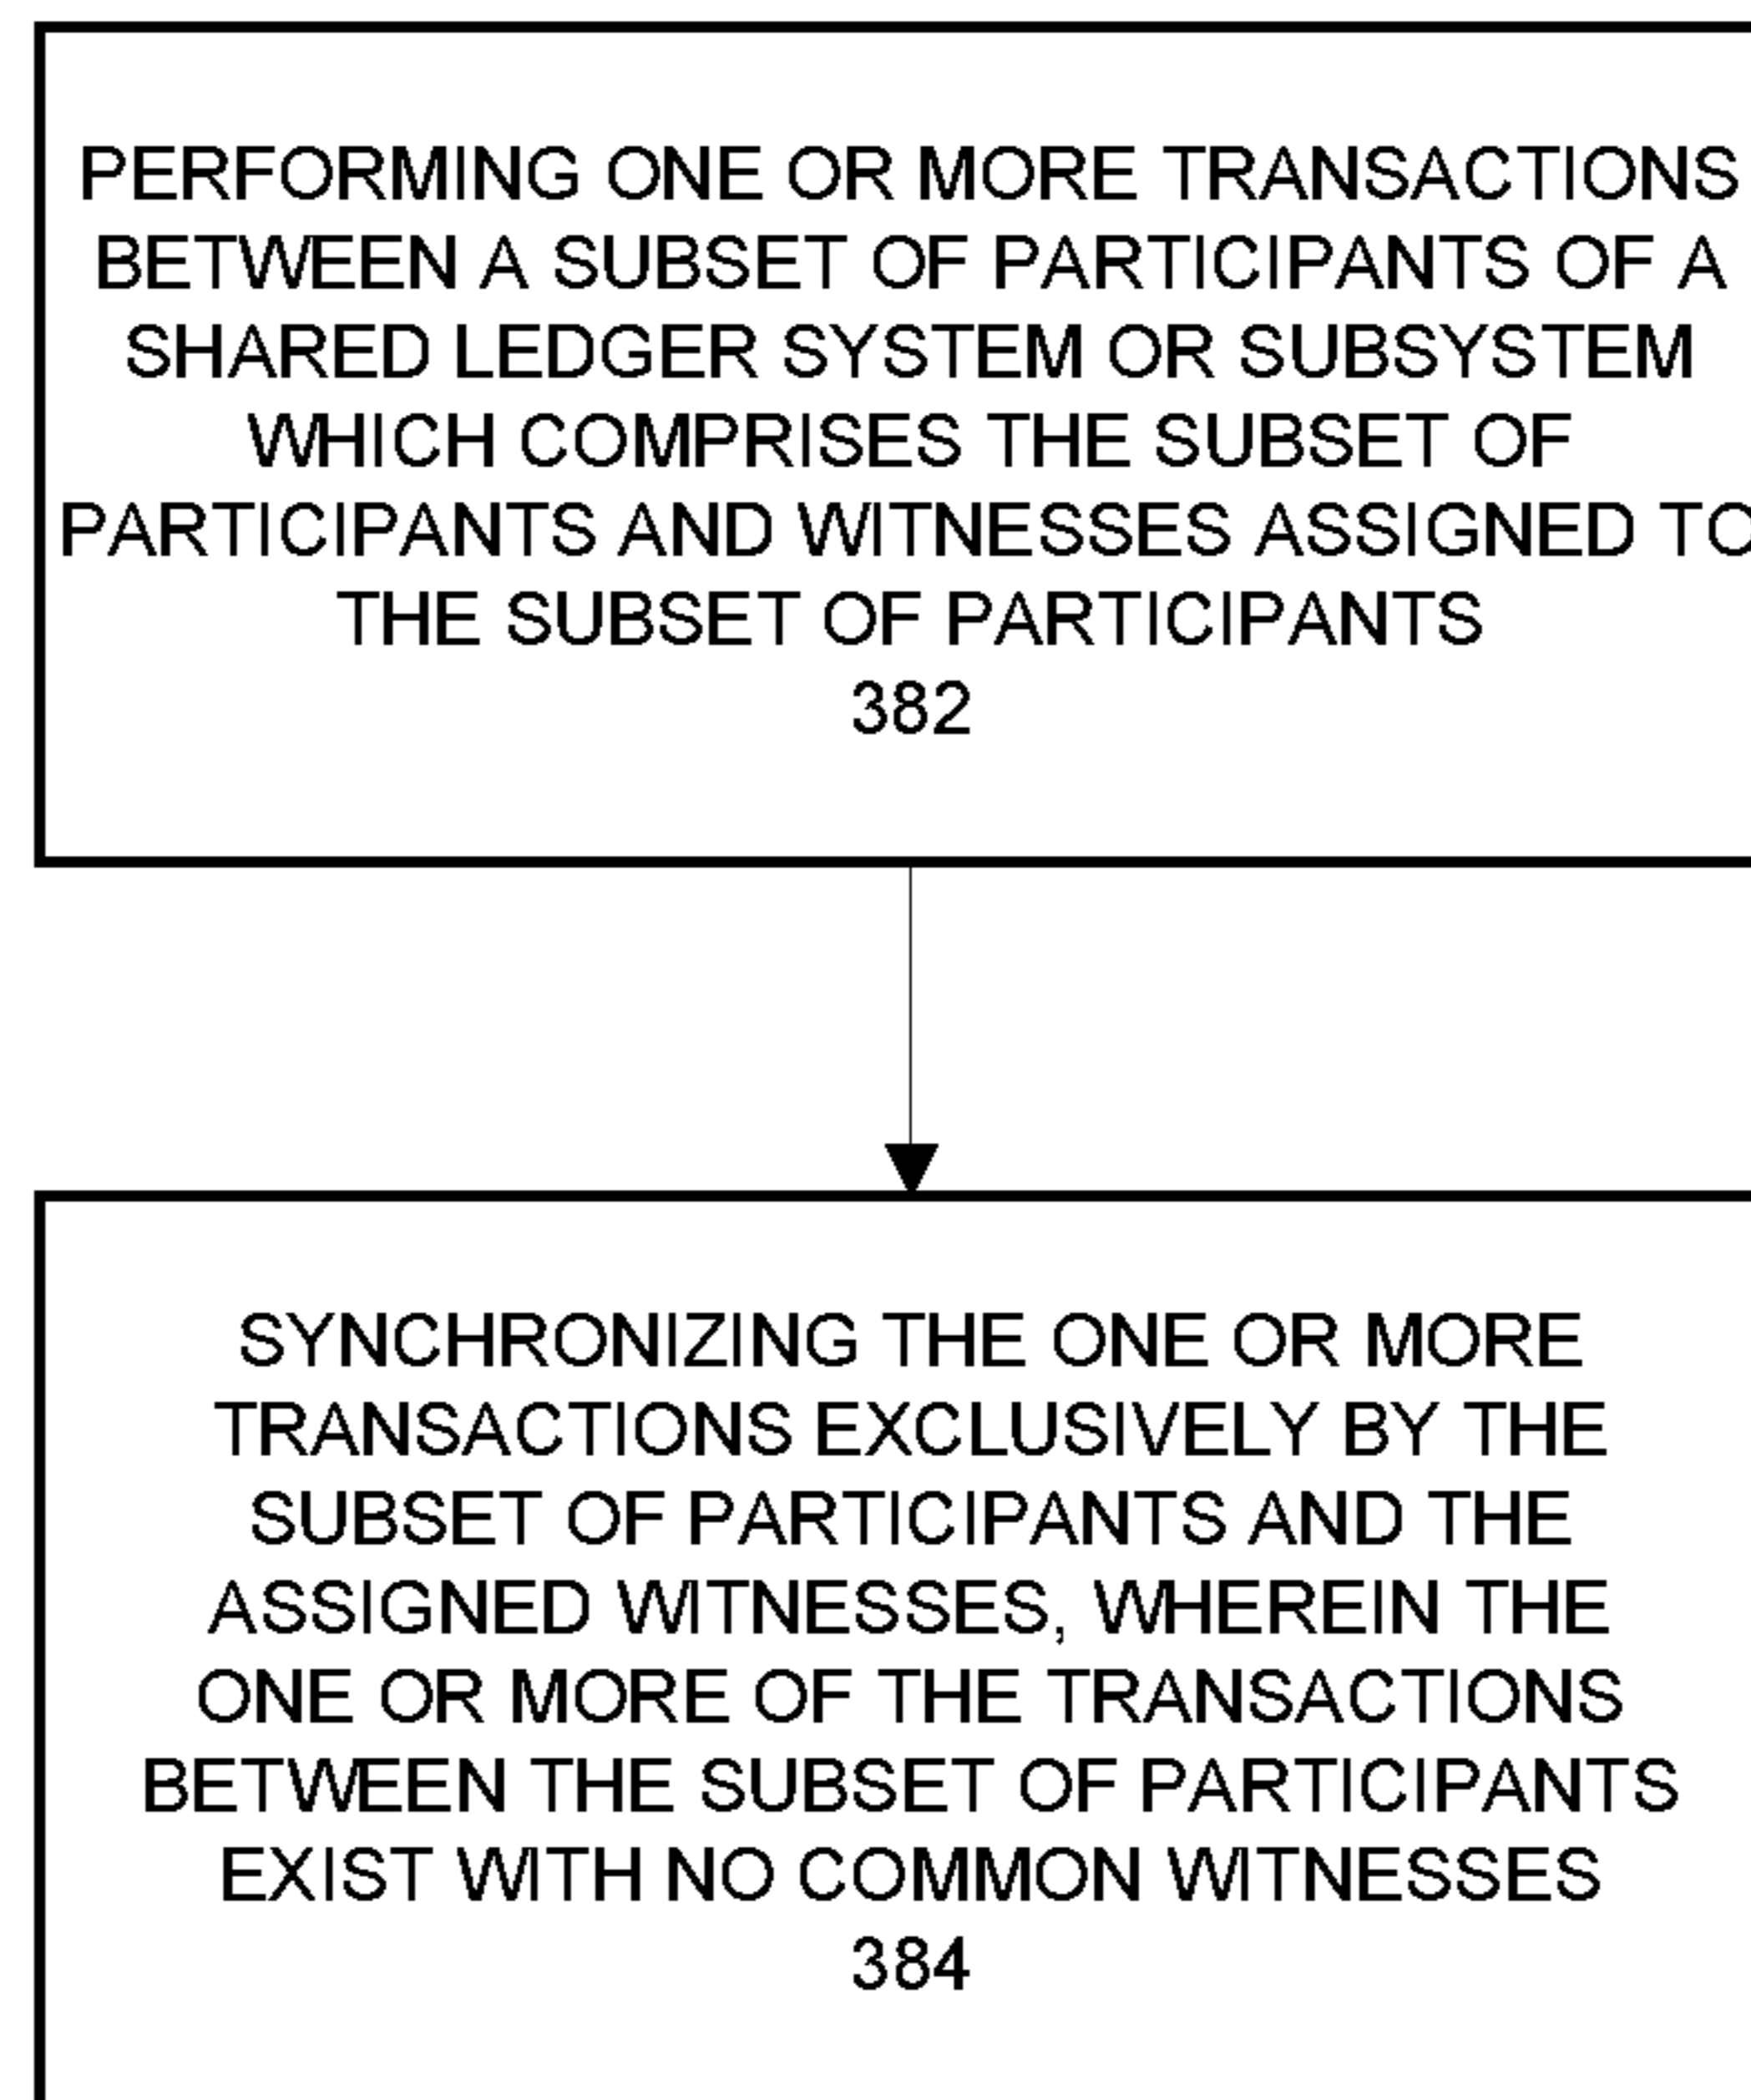 PERFORMING ONE OR MORE TRANSACTIONS
BETWEEN A SUBSET OF PARTICIPANTS OF A
SHARED LEDGER SYSTEM OR SUBSYSTEM
WHICH COMPRISES THE SUBSET OF
PARTICIPANTS AND WITNESSES ASSIGNED TO
THE SUBSET OF PARTICIPANTS
382
SYNCHRONIZING THE ONE OR MORE
TRANSACTIONS EXCLUSIVELY BY THE
SUBSET OF PARTICIPANTS AND THE
ASSIGNED WITNESSES, WHEREIN THE
ONE OR MORE OF THE TRANSACTIONS
BETWEEN THE SUBSET OF PARTICIPANTS
EXIST WITH NO COMMON WITNESSES
384